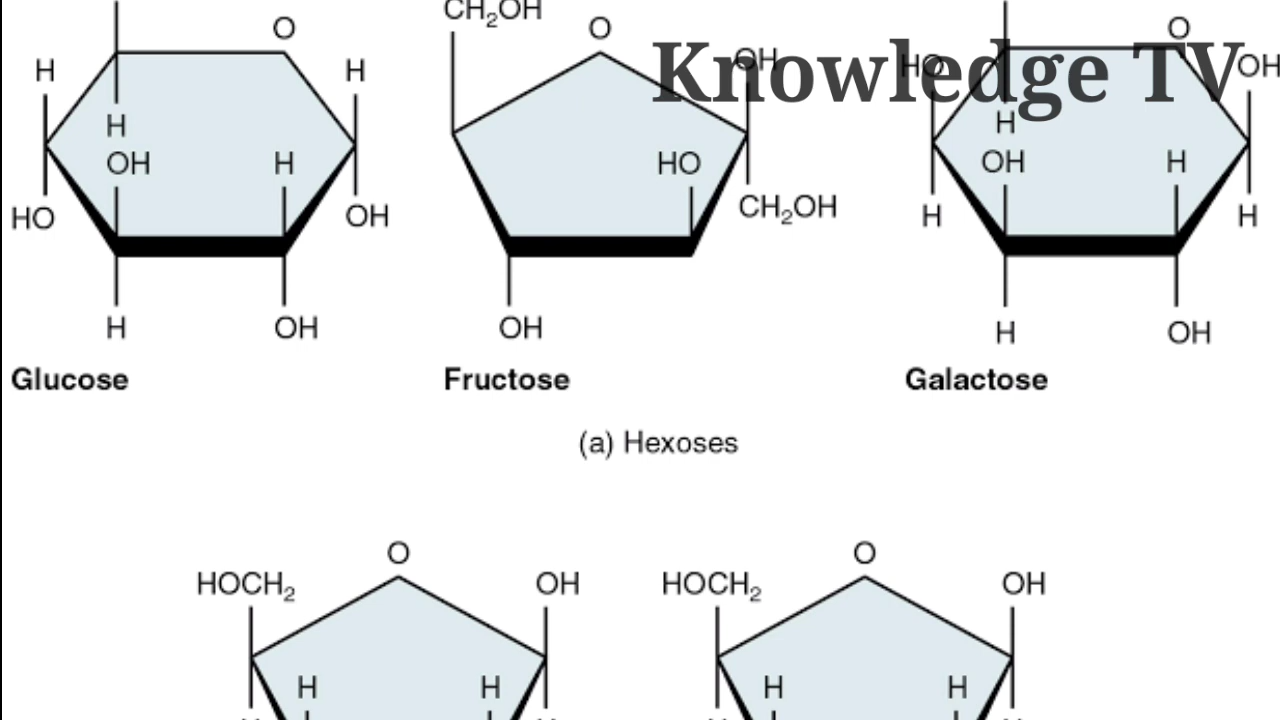 CH₂OH
O O O
Knowledge TV
H H OH HO OH
H H
OH H HO OH H
HO OH CH₂OH H H
H OH OH H OH
Glucose Fructose Galactose
(a) Hexoses
O O
HOCH₂ OH HOCH₂ OH
H H H H